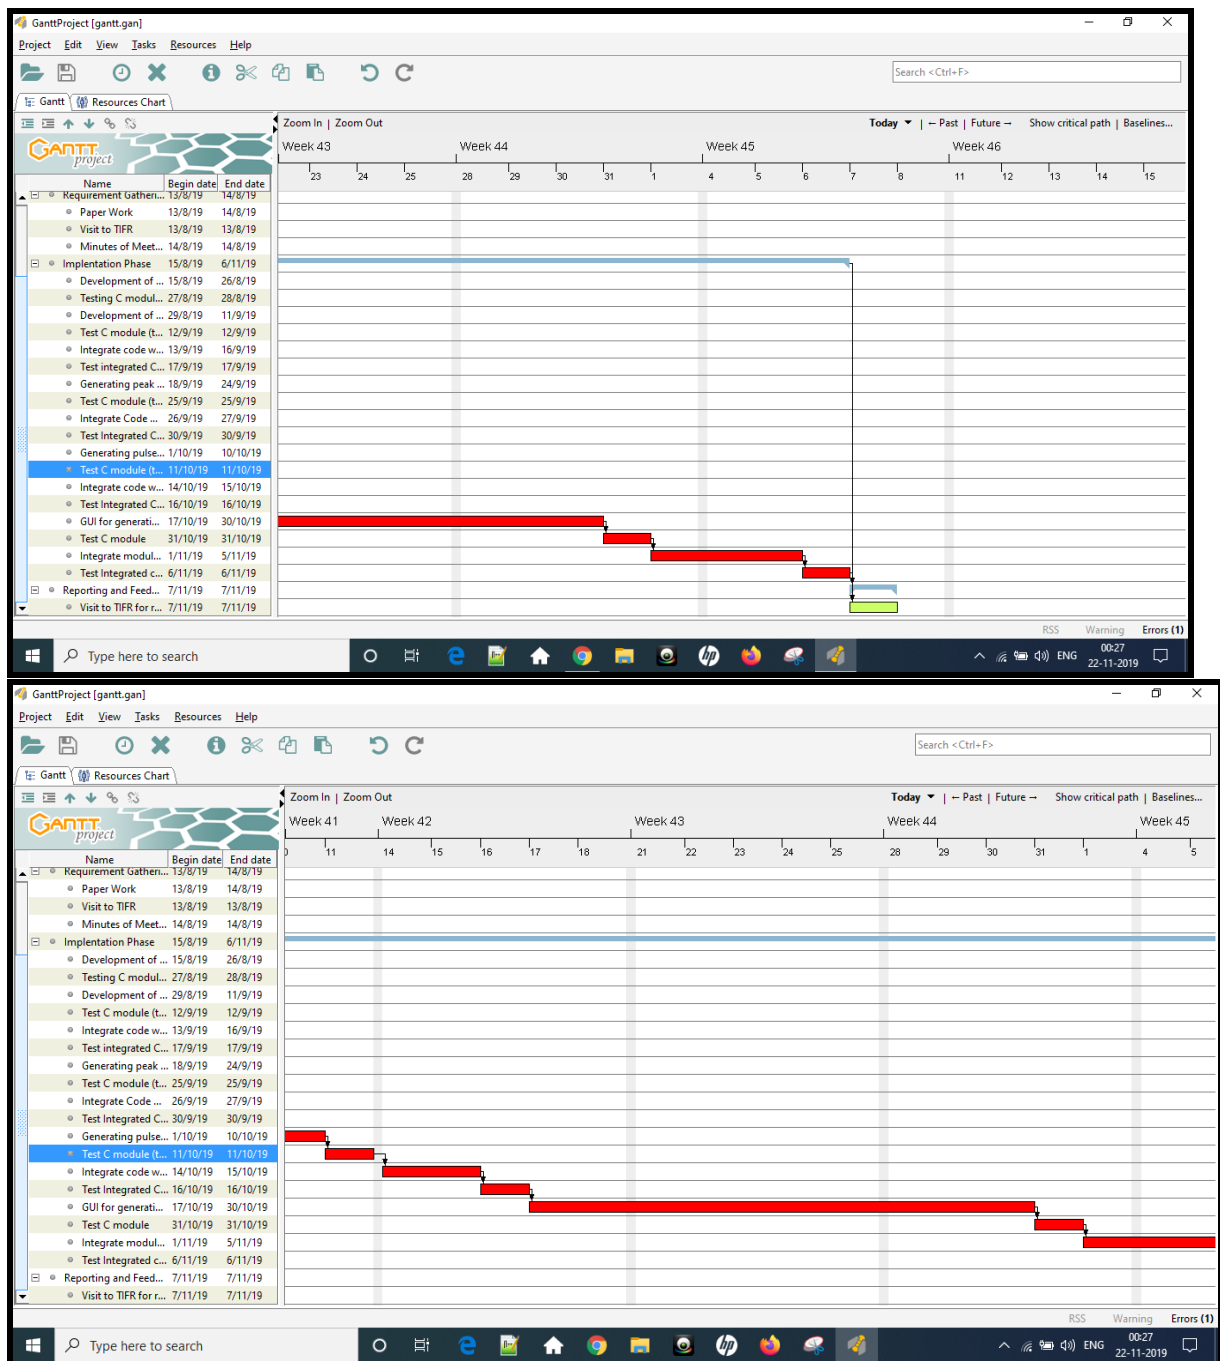 GanttProject [gantt.gan]
Project Edit View Tasks Resources Help
Search <Ctrl+F>
Gantt Resources Chart
Zoom In | Zoom Out Today ▼ | ← Past | Future → Show critical path | Baselines...
GANTT project
Week 43 Week 44 Week 45 Week 46
23 24 25 28 29 30 31 1 4 5 6 7 8 11 12 13 14 15
Name Begin date End date
Requirement Gatheri... 13/8/19 14/8/19
Paper Work 13/8/19 14/8/19
Visit to TIFR 13/8/19 13/8/19
Minutes of Meet... 14/8/19 14/8/19
Implentation Phase 15/8/19 6/11/19
Development of ... 15/8/19 26/8/19
Testing C modul... 27/8/19 28/8/19
Development of ... 29/8/19 11/9/19
Test C module (t... 12/9/19 12/9/19
Integrate code w... 13/9/19 16/9/19
Test integrated C... 17/9/19 17/9/19
Generating peak ... 18/9/19 24/9/19
Test C module (t... 25/9/19 25/9/19
Integrate Code ... 26/9/19 27/9/19
Test Integrated C... 30/9/19 30/9/19
Generating pulse... 1/10/19 10/10/19
Test C module (t... 11/10/19 11/10/19
Integrate code w... 14/10/19 15/10/19
Test Integrated C... 16/10/19 16/10/19
GUI for generati... 17/10/19 30/10/19
Test C module 31/10/19 31/10/19
Integrate modul... 1/11/19 5/11/19
Test Integrated c... 6/11/19 6/11/19
Reporting and Feed... 7/11/19 7/11/19
Visit to TIFR for r... 7/11/19 7/11/19
RSS Warning Errors (1)
Type here to search ENG 00:27
22-11-2019
GanttProject [gantt.gan]
Project Edit View Tasks Resources Help
Search <Ctrl+F>
Gantt Resources Chart
Zoom In | Zoom Out Today ▼ | ← Past | Future → Show critical path | Baselines...
GANTT project
Week 41 Week 42 Week 43 Week 44 Week 45
11 14 15 16 17 18 21 22 23 24 25 28 29 30 31 1 4 5
Name Begin date End date
Requirement Gatheri... 13/8/19 14/8/19
Paper Work 13/8/19 14/8/19
Visit to TIFR 13/8/19 13/8/19
Minutes of Meet... 14/8/19 14/8/19
Implentation Phase 15/8/19 6/11/19
Development of ... 15/8/19 26/8/19
Testing C modul... 27/8/19 28/8/19
Development of ... 29/8/19 11/9/19
Test C module (t... 12/9/19 12/9/19
Integrate code w... 13/9/19 16/9/19
Test integrated C... 17/9/19 17/9/19
Generating peak ... 18/9/19 24/9/19
Test C module (t... 25/9/19 25/9/19
Integrate Code ... 26/9/19 27/9/19
Test Integrated C... 30/9/19 30/9/19
Generating pulse... 1/10/19 10/10/19
Test C module (t... 11/10/19 11/10/19
Integrate code w... 14/10/19 15/10/19
Test Integrated C... 16/10/19 16/10/19
GUI for generati... 17/10/19 30/10/19
Test C module 31/10/19 31/10/19
Integrate modul... 1/11/19 5/11/19
Test Integrated c... 6/11/19 6/11/19
Reporting and Feed... 7/11/19 7/11/19
Visit to TIFR for r... 7/11/19 7/11/19
RSS Warning Errors (1)
Type here to search ENG 00:27
22-11-2019